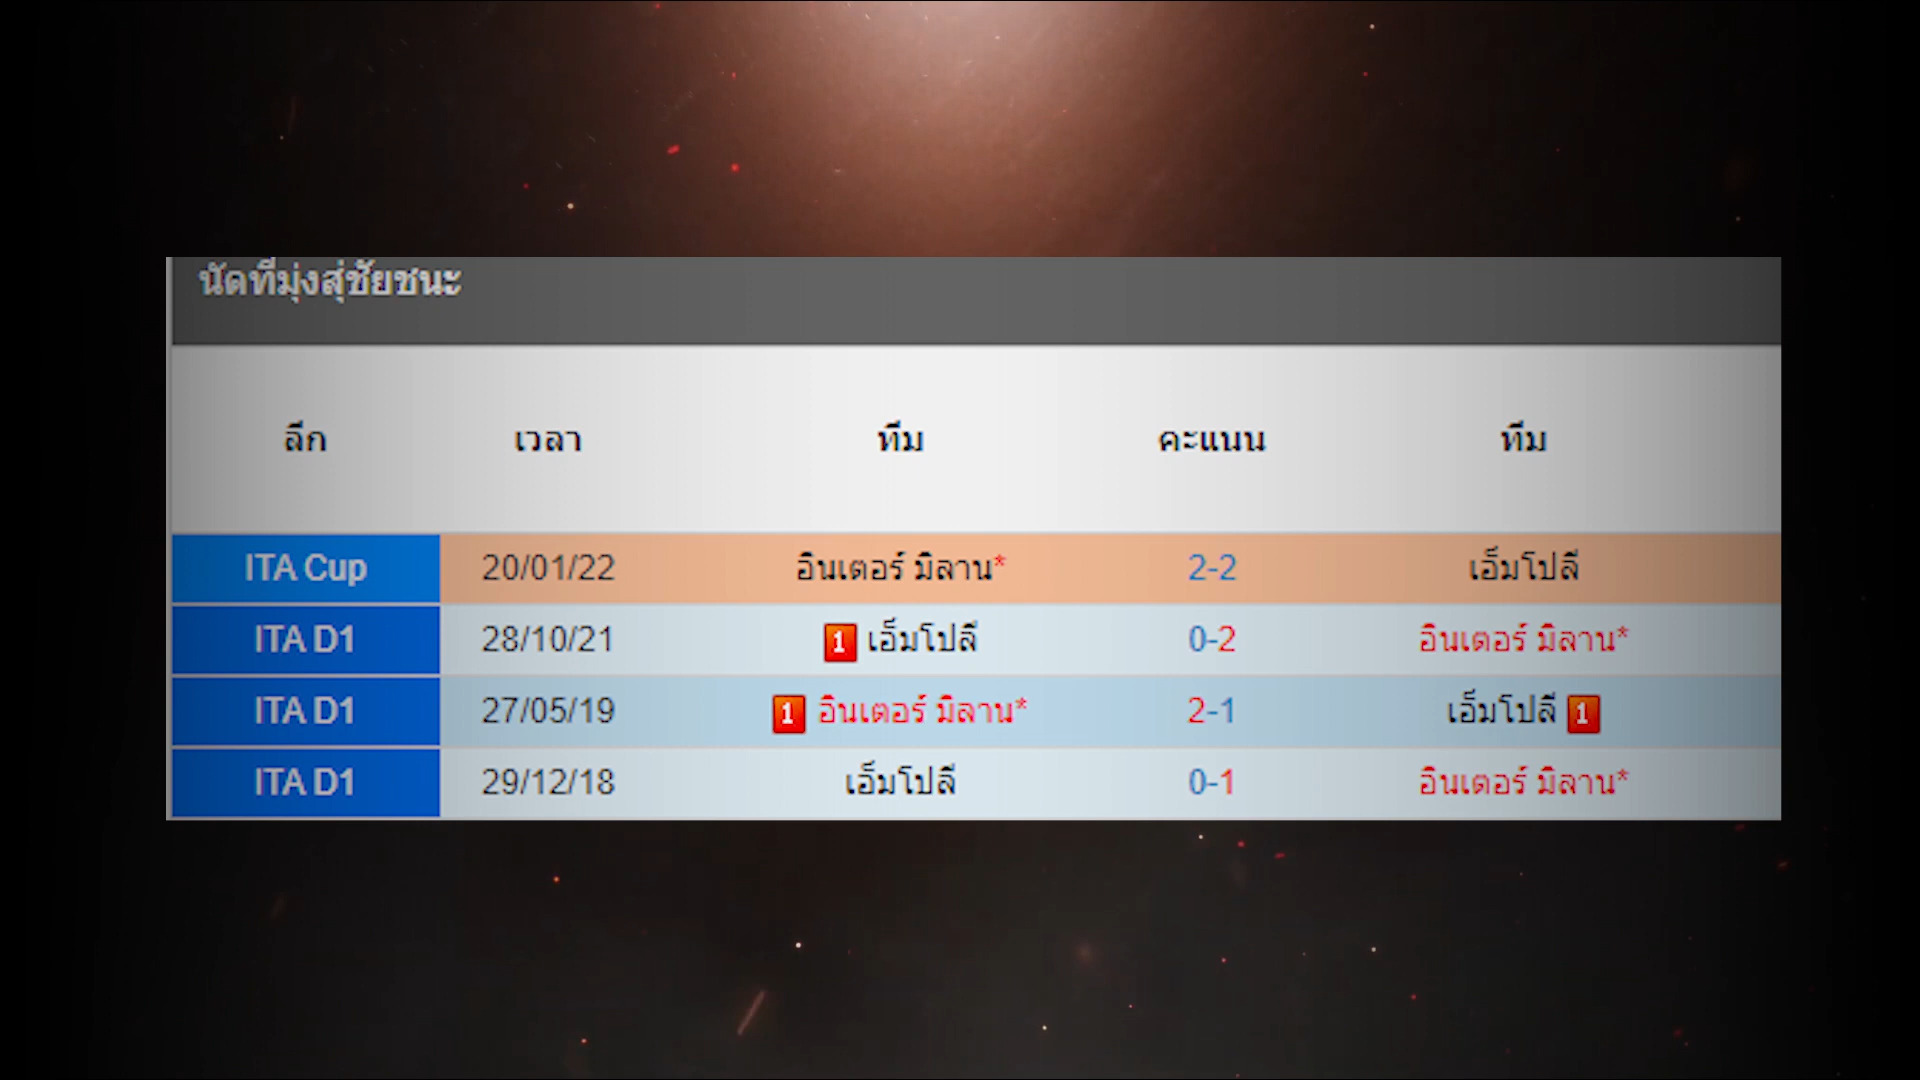 นัดที่มุ่งสู่ชัยชนะ
ลีก เวลา ทีม คะแนน ทีม
ITA Cup 20/01/22 อินเตอร์ มิลาน* 2-2 เอ็มโปลี
ITA D1 28/10/21 1 เอ็มโปลี 0-2 อินเตอร์ มิลาน*
ITA D1 27/05/19 1 อินเตอร์ มิลาน* 2-1 เอ็มโปลี 1
ITA D1 29/12/18 เอ็มโปลี 0-1 อินเตอร์ มิลาน*